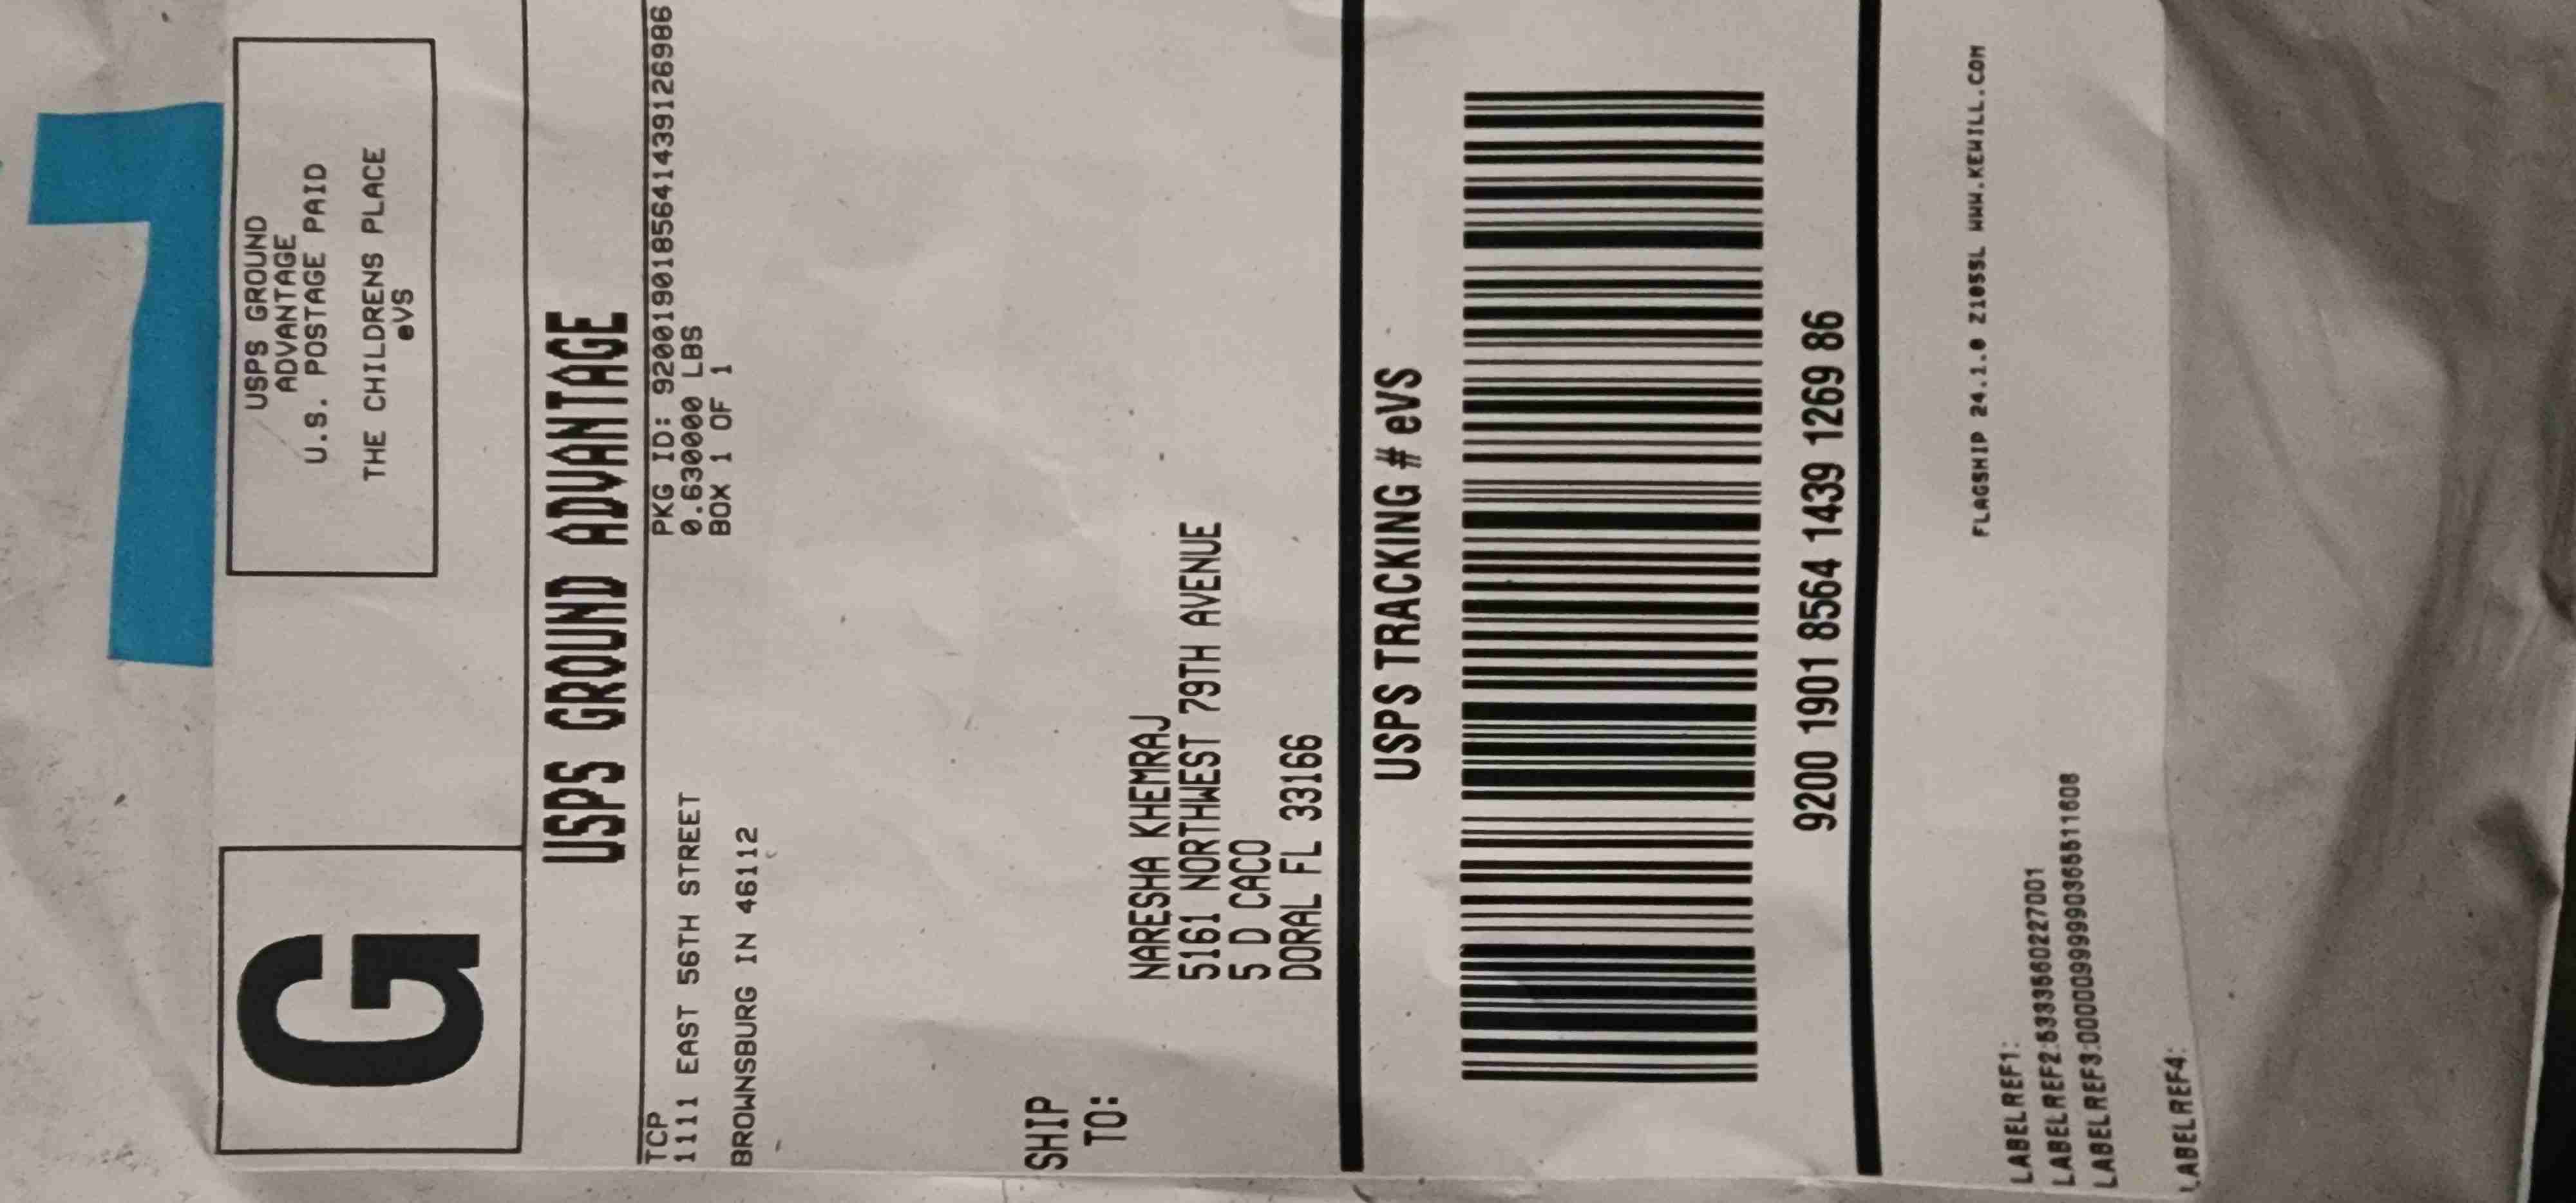 G
USPS GROUND
ADVANTAGE
U.S. POSTAGE PAID
THE CHILDRENS PLACE
eVS
USPS GROUND ADVANTAGE
TCP
1111 EAST 56TH STREET
BROWNSBURG IN 46112
PKG ID: 9200190185641439126986
0.630000 LBS
BOX 1 OF 1
SHIP
TO:
NARESHA KHEMRAJ
5161 NORTHWEST 79TH AVENUE
5 D CACO
DORAL FL 33166
USPS TRACKING # eVS
9200 1901 8564 1439 1269 86
FLAGSHIP 24.1.0 Z105SL WWW.KEWILL.COM
LABELREF1:
LABELREF2:
LABELREF3:
LABELREF4: